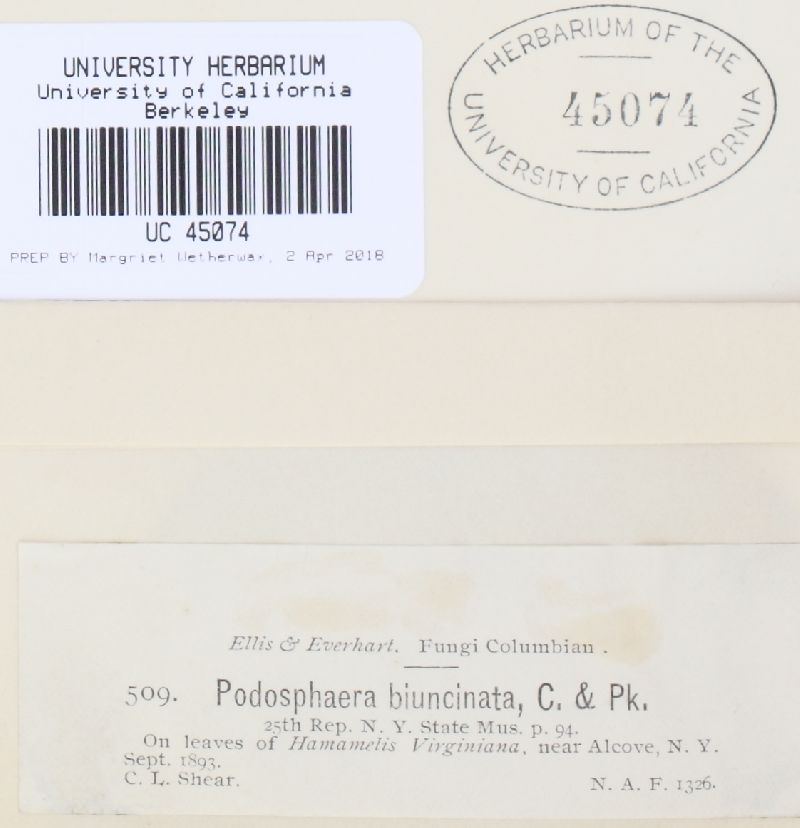 UNIVERSITY HERBARIUM
University of California
Berkeley
UC 45074
PREP BY Margriet Wetherwax, 2 Apr 2018
HERBARIUM OF THE
45074
UNIVERSITY OF CALIFORNIA
Ellis & Everhart. Fungi Columbian .
509. Podosphaera biuncinata, C. & Pk.
25th Rep. N. Y. State Mus. p. 94.
On leaves of Hamamelis Virginiana, near Alcove, N. Y.
Sept. 1893.
C. L. Shear. N. A. F. 1326.